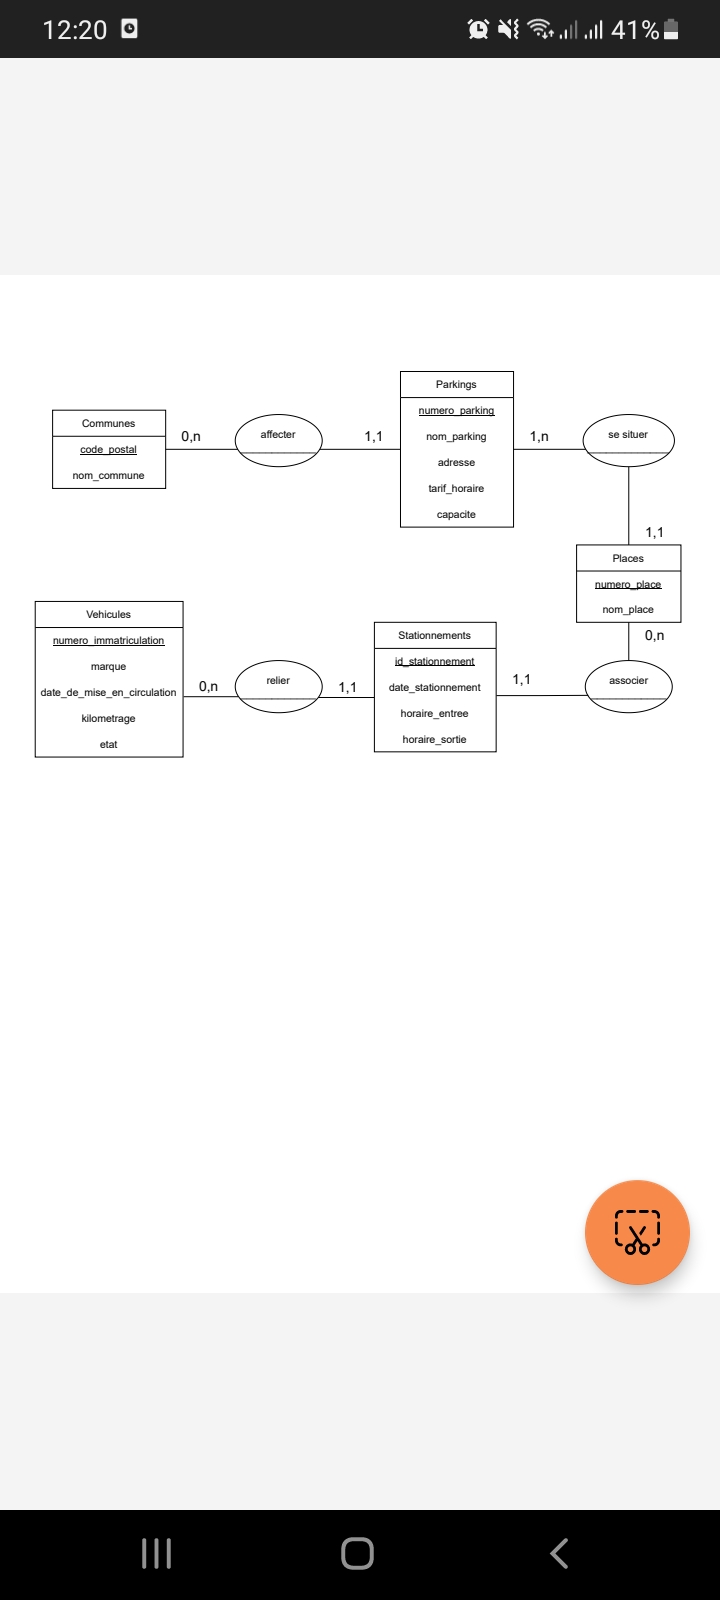 12:20
41%
Communes
code_postal
nom_commune
0,n
affecter
1,1
Parkings
numero_parking
nom_parking
adresse
tarif_horaire
capacite
1,n
se situer
1,1
Places
numero_place
nom_place
0,n
Vehicules
numero_immatriculation
marque
date_de_mise_en_circulation
kilometrage
etat
0,n
relier
1,1
Stationnements
id_stationnement
date_stationnement
horaire_entree
horaire_sortie
1,1
associer